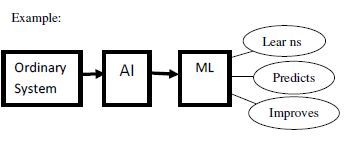 Example:
Ordinary
System
AI
ML
Lear ns
Predicts
Improves